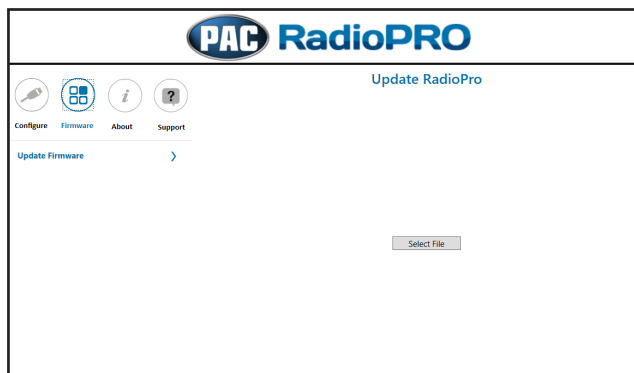 PAC RadioPRO
Update RadioPro
Configure Firmware About Support
Update Firmware
Select File